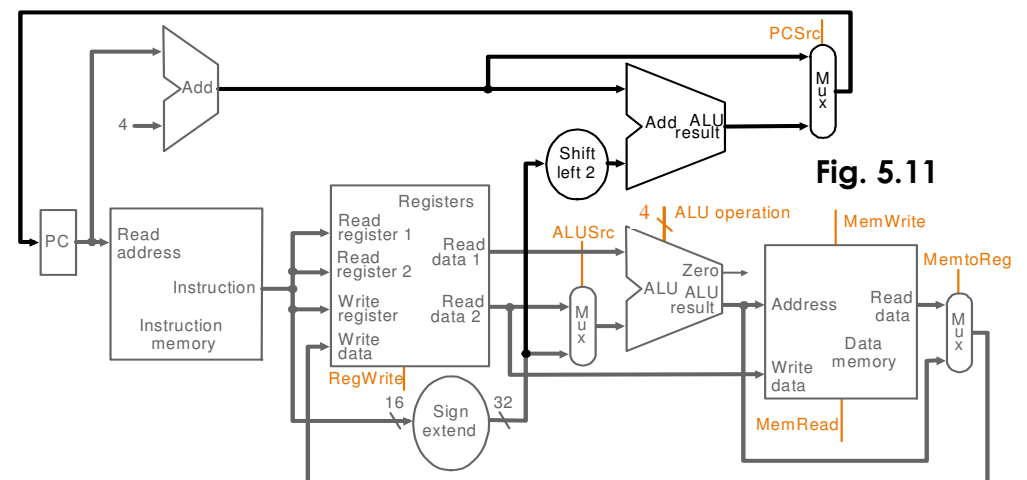 PCSrc
Add
M
u
x
4
Add ALU
result
Shift
left 2
Fig. 5.11
Registers
4 ALU operation
MemWrite
PC
Read
address
Read
register 1
Read
data 1
ALUSrc
MemtoReg
Read
register 2
Zero
Instruction
ALU ALU
result
Address
Read
data
Write
register
Read
data 2
M
u
x
M
u
x
Instruction
memory
Write
data
Data
memory
RegWrite
Write
data
16
Sign
extend
32
MemRead